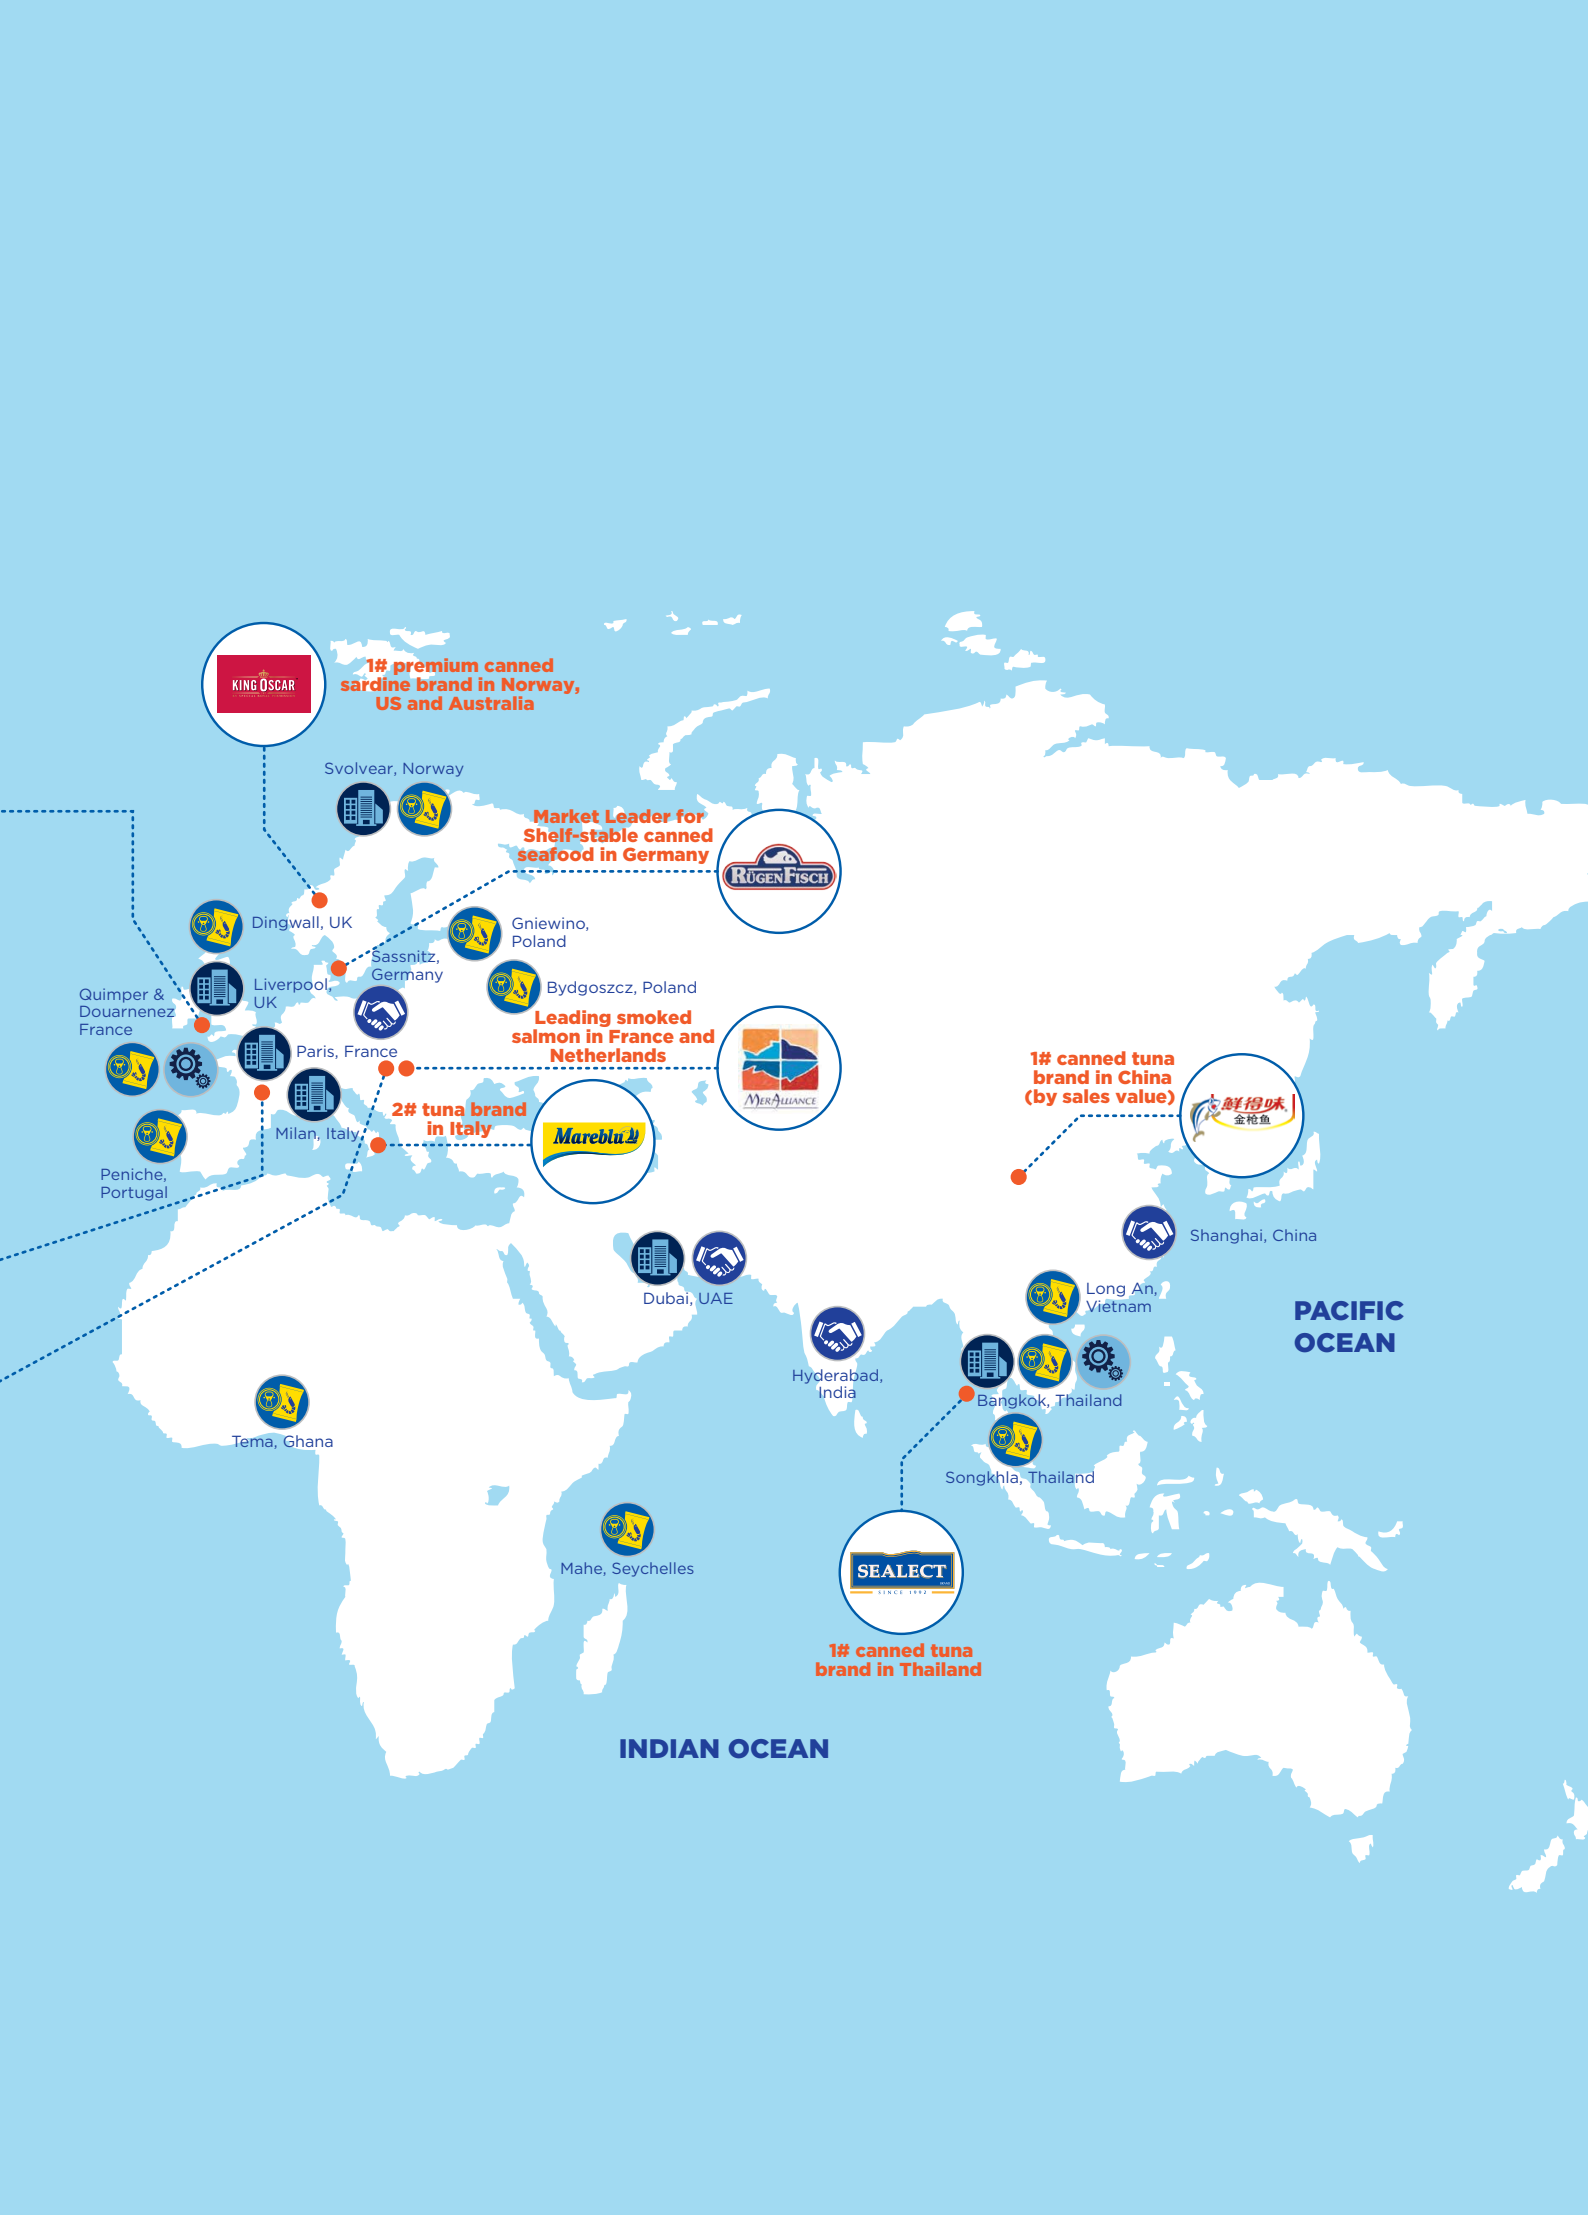 KING OSCAR
1# premium canned
sardine brand in Norway,
US and Australia
Svolvear, Norway
Market Leader for
Shelf-stable canned
seafood in Germany
RÜGENFISCH
Dingwall, UK
Gniewino,
Poland
Sassnitz,
Germany
Liverpool,
UK
Bydgoszcz, Poland
Quimper &
Douarnenez
France
Leading smoked
salmon in France and
Netherlands
MERALLIANCE
Paris, France
2# tuna brand
in Italy
Mareblu
Milan, Italy
Peniche,
Portugal
1# canned tuna
brand in China
(by sales value)
鲜得味
金枪鱼
Shanghai, China
Dubai, UAE
Long An,
Vietnam
PACIFIC
OCEAN
Hyderabad,
India
Bangkok, Thailand
Tema, Ghana
Songkhla, Thailand
Mahe, Seychelles
SEALECT
SINCE 1992
1# canned tuna
brand in Thailand
INDIAN OCEAN